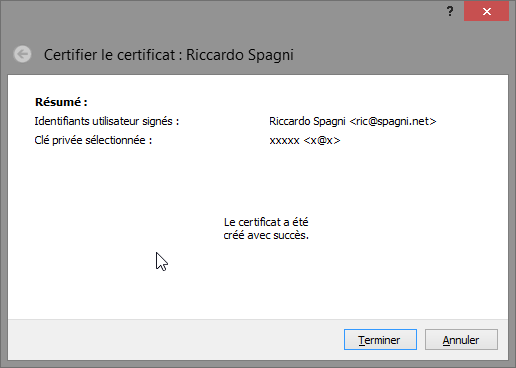 ?
Certifier le certificat : Riccardo Spagni
Résumé :
Identifiants utilisateur signés : Riccardo Spagni <ric@spagni.net>
Clé privée sélectionnée : xxxxx <x@x>
Le certificat a été
créé avec succès.
Terminer Annuler